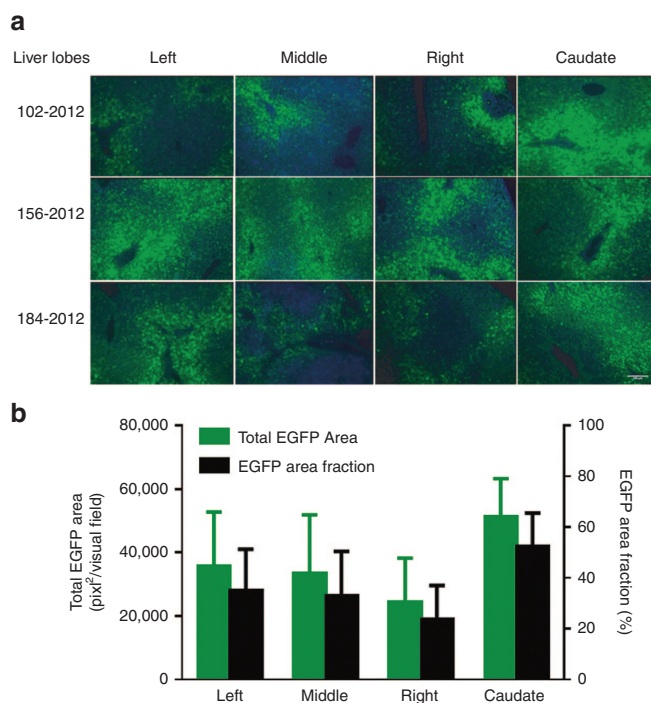 a
Liver lobes Left Middle Right Caudate
102-2012
156-2012
184-2012
b
80,000
60,000
40,000
20,000
0
Total EGFP area
(pixl²/visual field)
Total EGFP Area
EGFP area fraction
100
80
60
40
20
0
EGFP area
fraction (%)
Left Middle Right Caudate